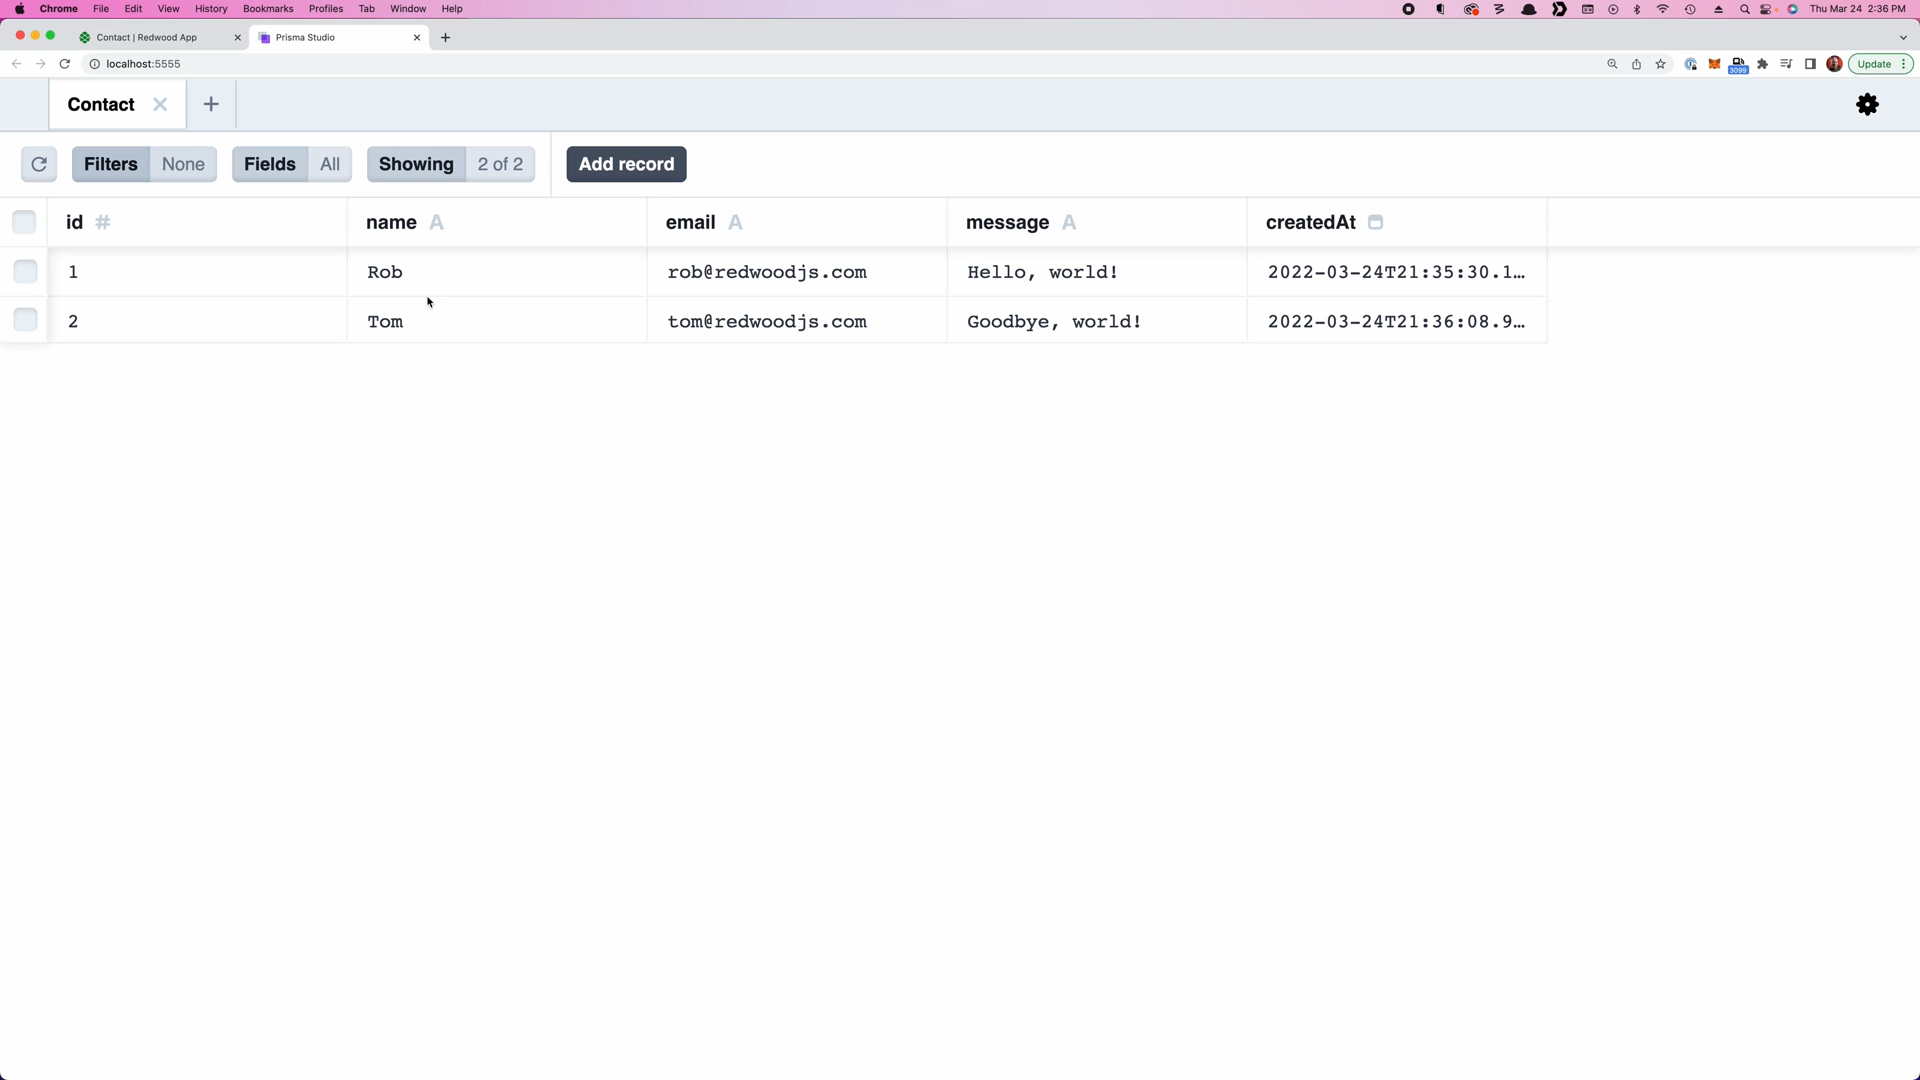 Chrome File Edit View History Bookmarks Profiles Tab Window Help Thu Mar 24 2:36 PM
Contact | Redwood App Prisma Studio
localhost:5555 3099 Update
Contact
Filters None Fields All Showing 2 of 2 Add record
id # name A email A message A createdAt
1 Rob rob@redwoodjs.com Hello, world! 2022-03-24T21:35:30.1…
2 Tom tom@redwoodjs.com Goodbye, world! 2022-03-24T21:36:08.9…